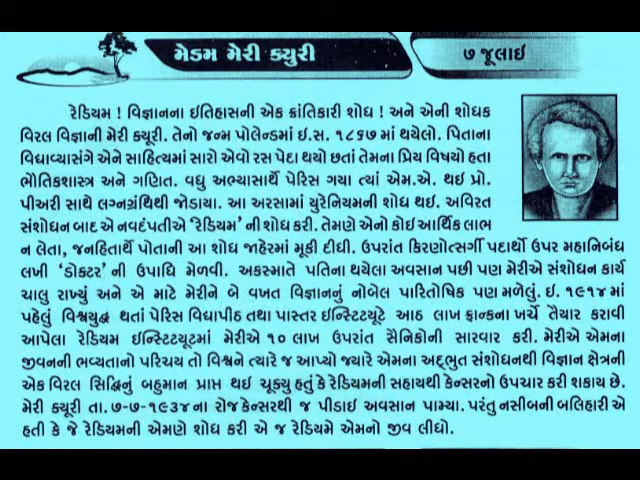 મેડમ મેરી ક્યુરી
૭ જૂલાઇ
રેડિયમ ! વિજ્ઞાનના ઇતિહાસની એક ક્રાંતિકારી શોધ ! અને એની શોધક
વિરલ વિજ્ઞાની મેરી ક્યૂરી. તેનો જન્મ પોલેન્ડમાં ઇ.સ. ૧૮૬૭ માં થયેલો. પિતાના
વિદ્યાવ્યાસંગે એને સાહિત્યમાં સારો એવો રસ પેદા થયો છતાં તેમના પ્રિય વિષયો હતા
ભૌતિકશાસ્ત્ર અને ગણિત. વધુ અભ્યાસાર્થે પેરિસ ગયા ત્યાં એમ.એ. થઇ પ્રો.
પીઅરી સાથે લગ્નગ્રંથિથી જોડાયા. આ અરસામાં યુરેનિયમની શોધ થઇ. અવિરત
સંશોધન બાદ એ નવદંપતીએ ‘રેડિયમ’ ની શોધ કરી. તેમણે એનો કોઇ આર્થિક લાભ
ન લેતા, જનહિતાર્થે પોતાની આ શોધ જાહેરમાં મૂકી દીધી. ઉપરાંત કિરણોત્સર્ગી પદાર્થો ઉપર મહાનિબંધ
લખી ‘ડોક્ટર’ ની ઉપાધિ મેળવી. અકસ્માતે પતિના થયેલા અવસાન પછી પણ મેરીએ સંશોધન કાર્ય
ચાલુ રાખ્યું અને એ માટે મેરીને બે વખત વિજ્ઞાનનું નોબેલ પારિતોષિક પણ મળેલું. ઇ. ૧૯૧૪ માં
પહેલું વિશ્વયુદ્ધ થતાં પેરિસ વિદ્યાપીઠ તથા પાસ્તર ઇન્સ્ટિટયૂટે આઠ લાખ ફ્રાન્કના ખર્ચે તૈયાર કરાવી
આપેલા રેડિયમ ઇન્સ્ટિટયૂટમાં મેરીએ ૧૦ લાખ ઉપરાંત સૈનિકોની સારવાર કરી. મેરીએ એમના
જીવનની ભવ્યતાનો પરિચય તો વિશ્વને ત્યારે જ આપ્યો જ્યારે એમના અદ્ભુત સંશોધનથી વિજ્ઞાન ક્ષેત્રની
એક વિરલ સિદ્ધિનું બહુમાન પ્રાપ્ત થઇ ચૂક્યુ હતું કે રેડિયમની સહાયથી કેન્સરનો ઉપચાર કરી શકાય છે.
મેરી ક્યૂરી તા. ૭-૭-૧૯૩૪ ના રોજ કેન્સરથી જ પીડાઈ અવસાન પામ્યા. પરંતુ નસીબની બલિહારી એ
હતી કે જે રેડિયમની એમણે શોધ કરી એ જ રેડિયમે એમનો જીવ લીધો.